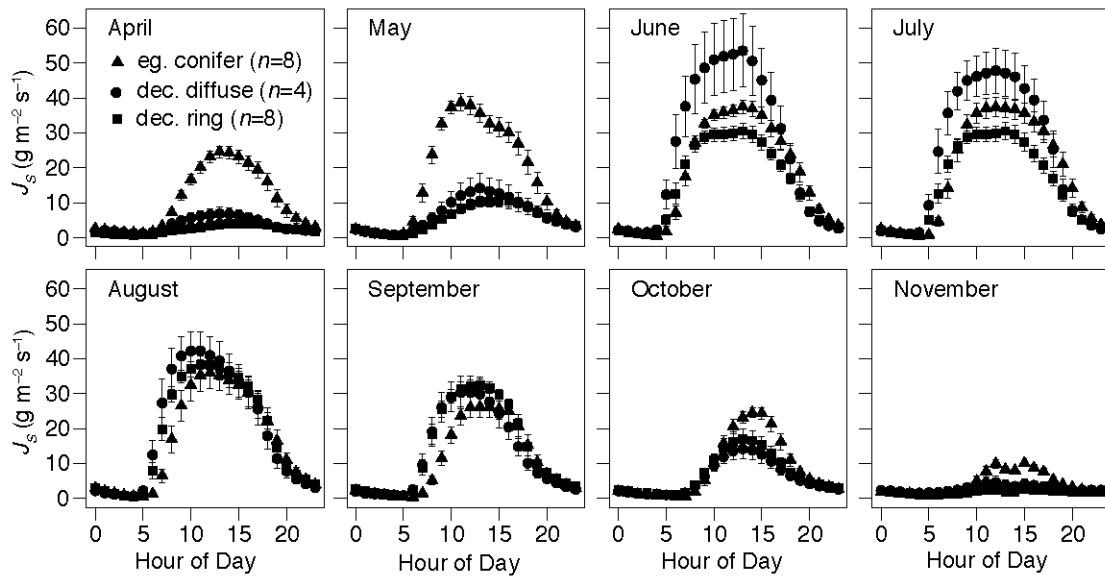 April
May
June
July
eg. conifer (n=8)
dec. diffuse (n=4)
dec. ring (n=8)
60
50
40
30
20
10
0
Js (g m−2 s−1)
August
September
October
November
60
50
40
30
20
10
0
Js (g m−2 s−1)
0 5 10 15 20
0 5 10 15 20
0 5 10 15 20
0 5 10 15 20
Hour of Day
Hour of Day
Hour of Day
Hour of Day